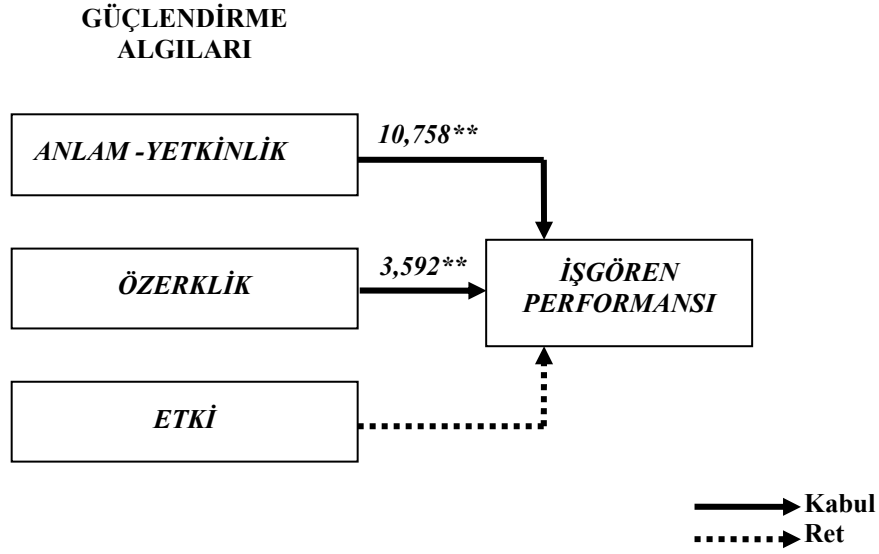 GÜÇLENDİRME
ALGILARI
10,758**
ANLAM -YETKİNLİK
3,592**
ÖZERKLİK
İŞGÖREN
PERFORMANSI
ETKİ
Kabul
Ret